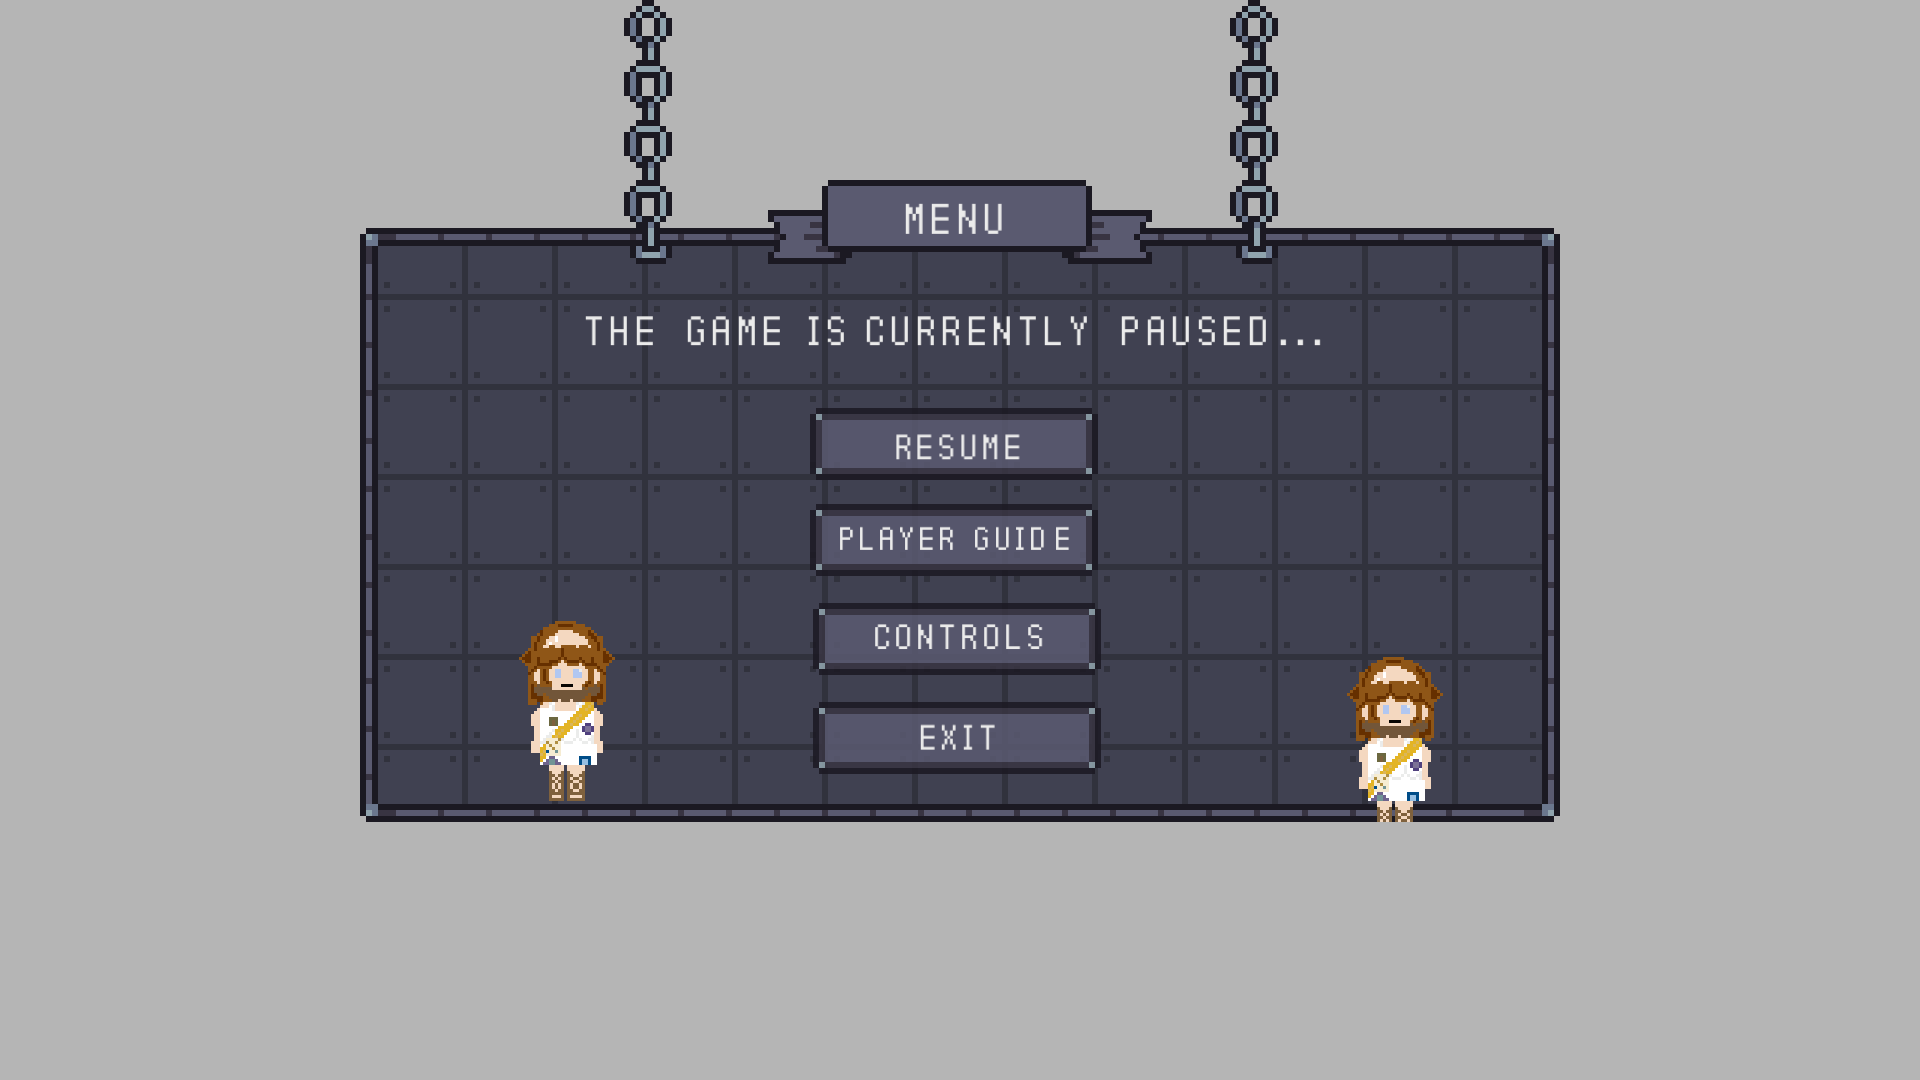 MENU
THE GAME IS CURRENTLY PAUSED...
RESUME
PLAYER GUIDE
CONTROLS
EXIT